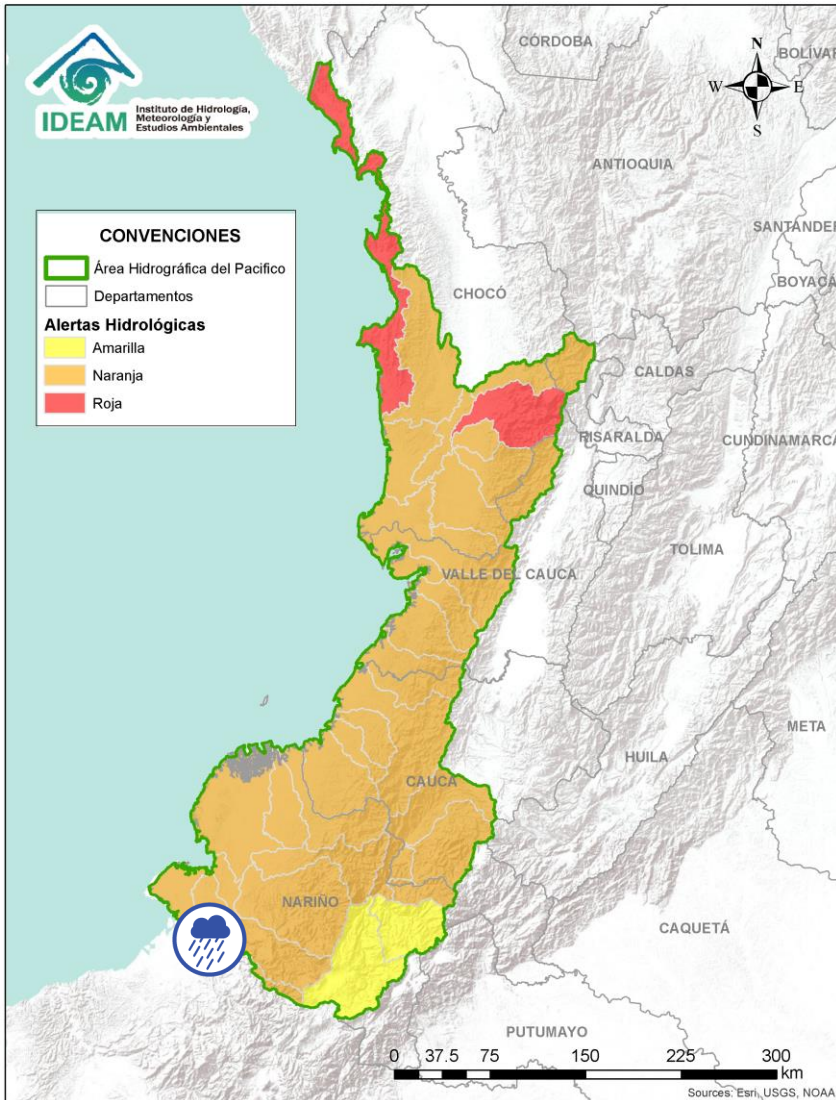 IDEAM
Instituto de Hidrología,
Meteorología y
Estudios Ambientales
CÓRDOBA
BOLÍVAR
N
W
E
S
ANTIOQUIA
SANTANDER
BOYACÁ
CONVENCIONES
Área Hidrográfica del Pacifico
Departamentos
Alertas Hidrológicas
Amarilla
Naranja
Roja
CHOCÓ
CALDAS
RISARALDA
CUNDINAMARCA
QUINDÍO
TOLIMA
VALLE DEL CAUCA
META
HUILA
CAUCA
NARIÑO
CAQUETÁ
PUTUMAYO
0 37.5 75 150 225 300
km
Sources: Esri, USGS, NOAA